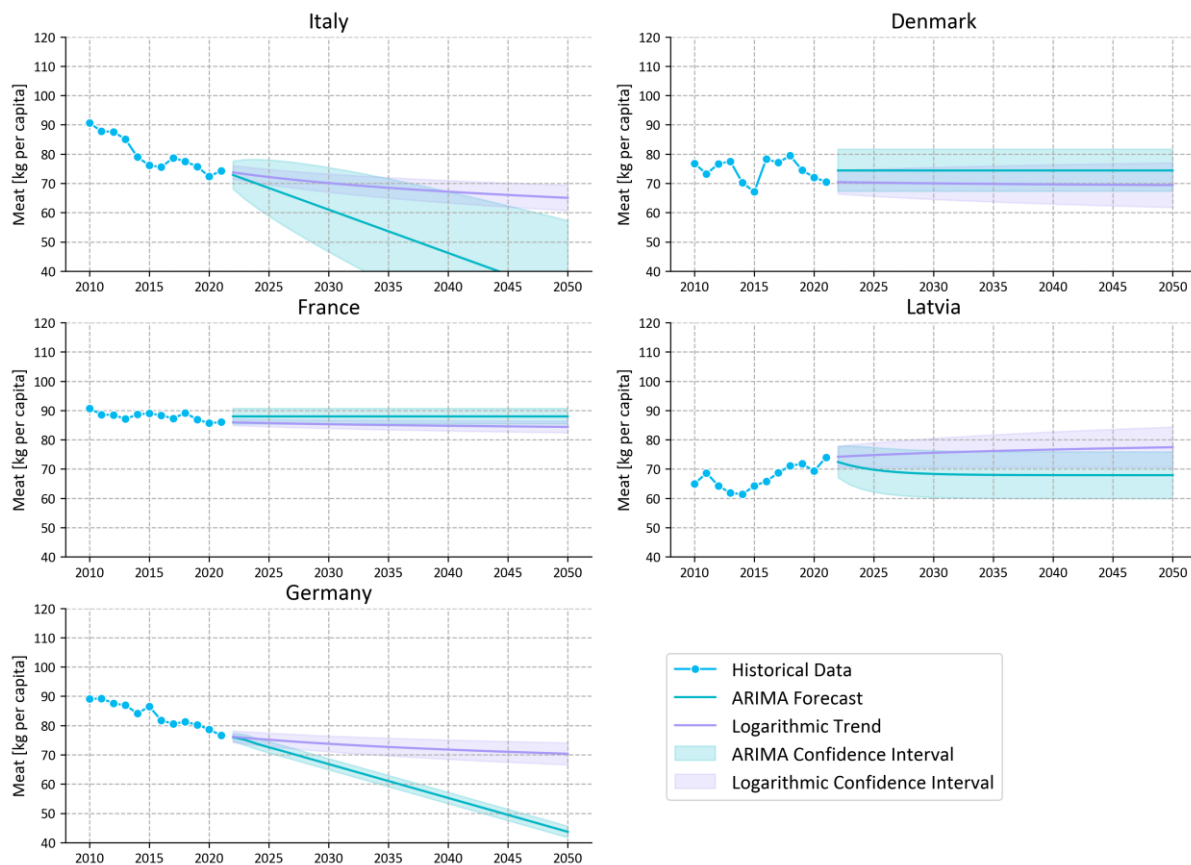 Italy
120
110
100
90
80
70
60
50
40
Meat [kg per capita]
2010 2015 2020 2025 2030 2035 2040 2045 2050
Denmark
120
110
100
90
80
70
60
50
40
Meat [kg per capita]
2010 2015 2020 2025 2030 2035 2040 2045 2050
France
120
110
100
90
80
70
60
50
40
Meat [kg per capita]
2010 2015 2020 2025 2030 2035 2040 2045 2050
Latvia
120
110
100
90
80
70
60
50
40
Meat [kg per capita]
2010 2015 2020 2025 2030 2035 2040 2045 2050
Germany
120
110
100
90
80
70
60
50
40
Meat [kg per capita]
2010 2015 2020 2025 2030 2035 2040 2045 2050
Historical Data
ARIMA Forecast
Logarithmic Trend
ARIMA Confidence Interval
Logarithmic Confidence Interval